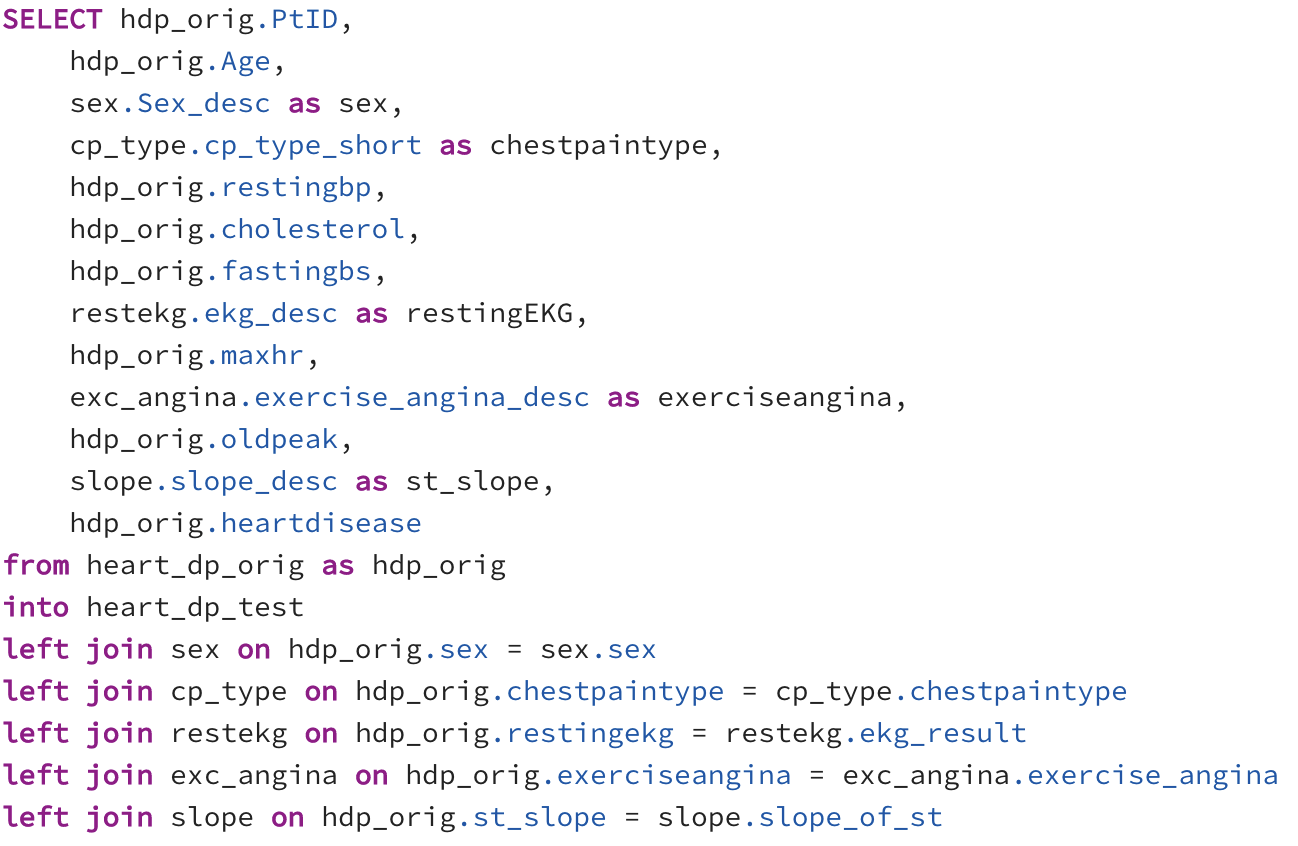 SELECT hdp_orig.PtID,
hdp_orig.Age,
sex.Sex_desc as sex,
cp_type.cp_type_short as chestpaintype,
hdp_orig.restingbp,
hdp_orig.cholesterol,
hdp_orig.fastingbs,
restekg.ekg_desc as restingEKG,
hdp_orig.maxhr,
exc_angina.exercise_angina_desc as exerciseangina,
hdp_orig.oldpeak,
slope.slope_desc as st_slope,
hdp_orig.heartdisease
from heart_dp_orig as hdp_orig
into heart_dp_test
left join sex on hdp_orig.sex = sex.sex
left join cp_type on hdp_orig.chestpaintype = cp_type.chestpaintype
left join restekg on hdp_orig.restingekg = restekg.ekg_result
left join exc_angina on hdp_orig.exerciseangina = exc_angina.exercise_angina
left join slope on hdp_orig.st_slope = slope.slope_of_st